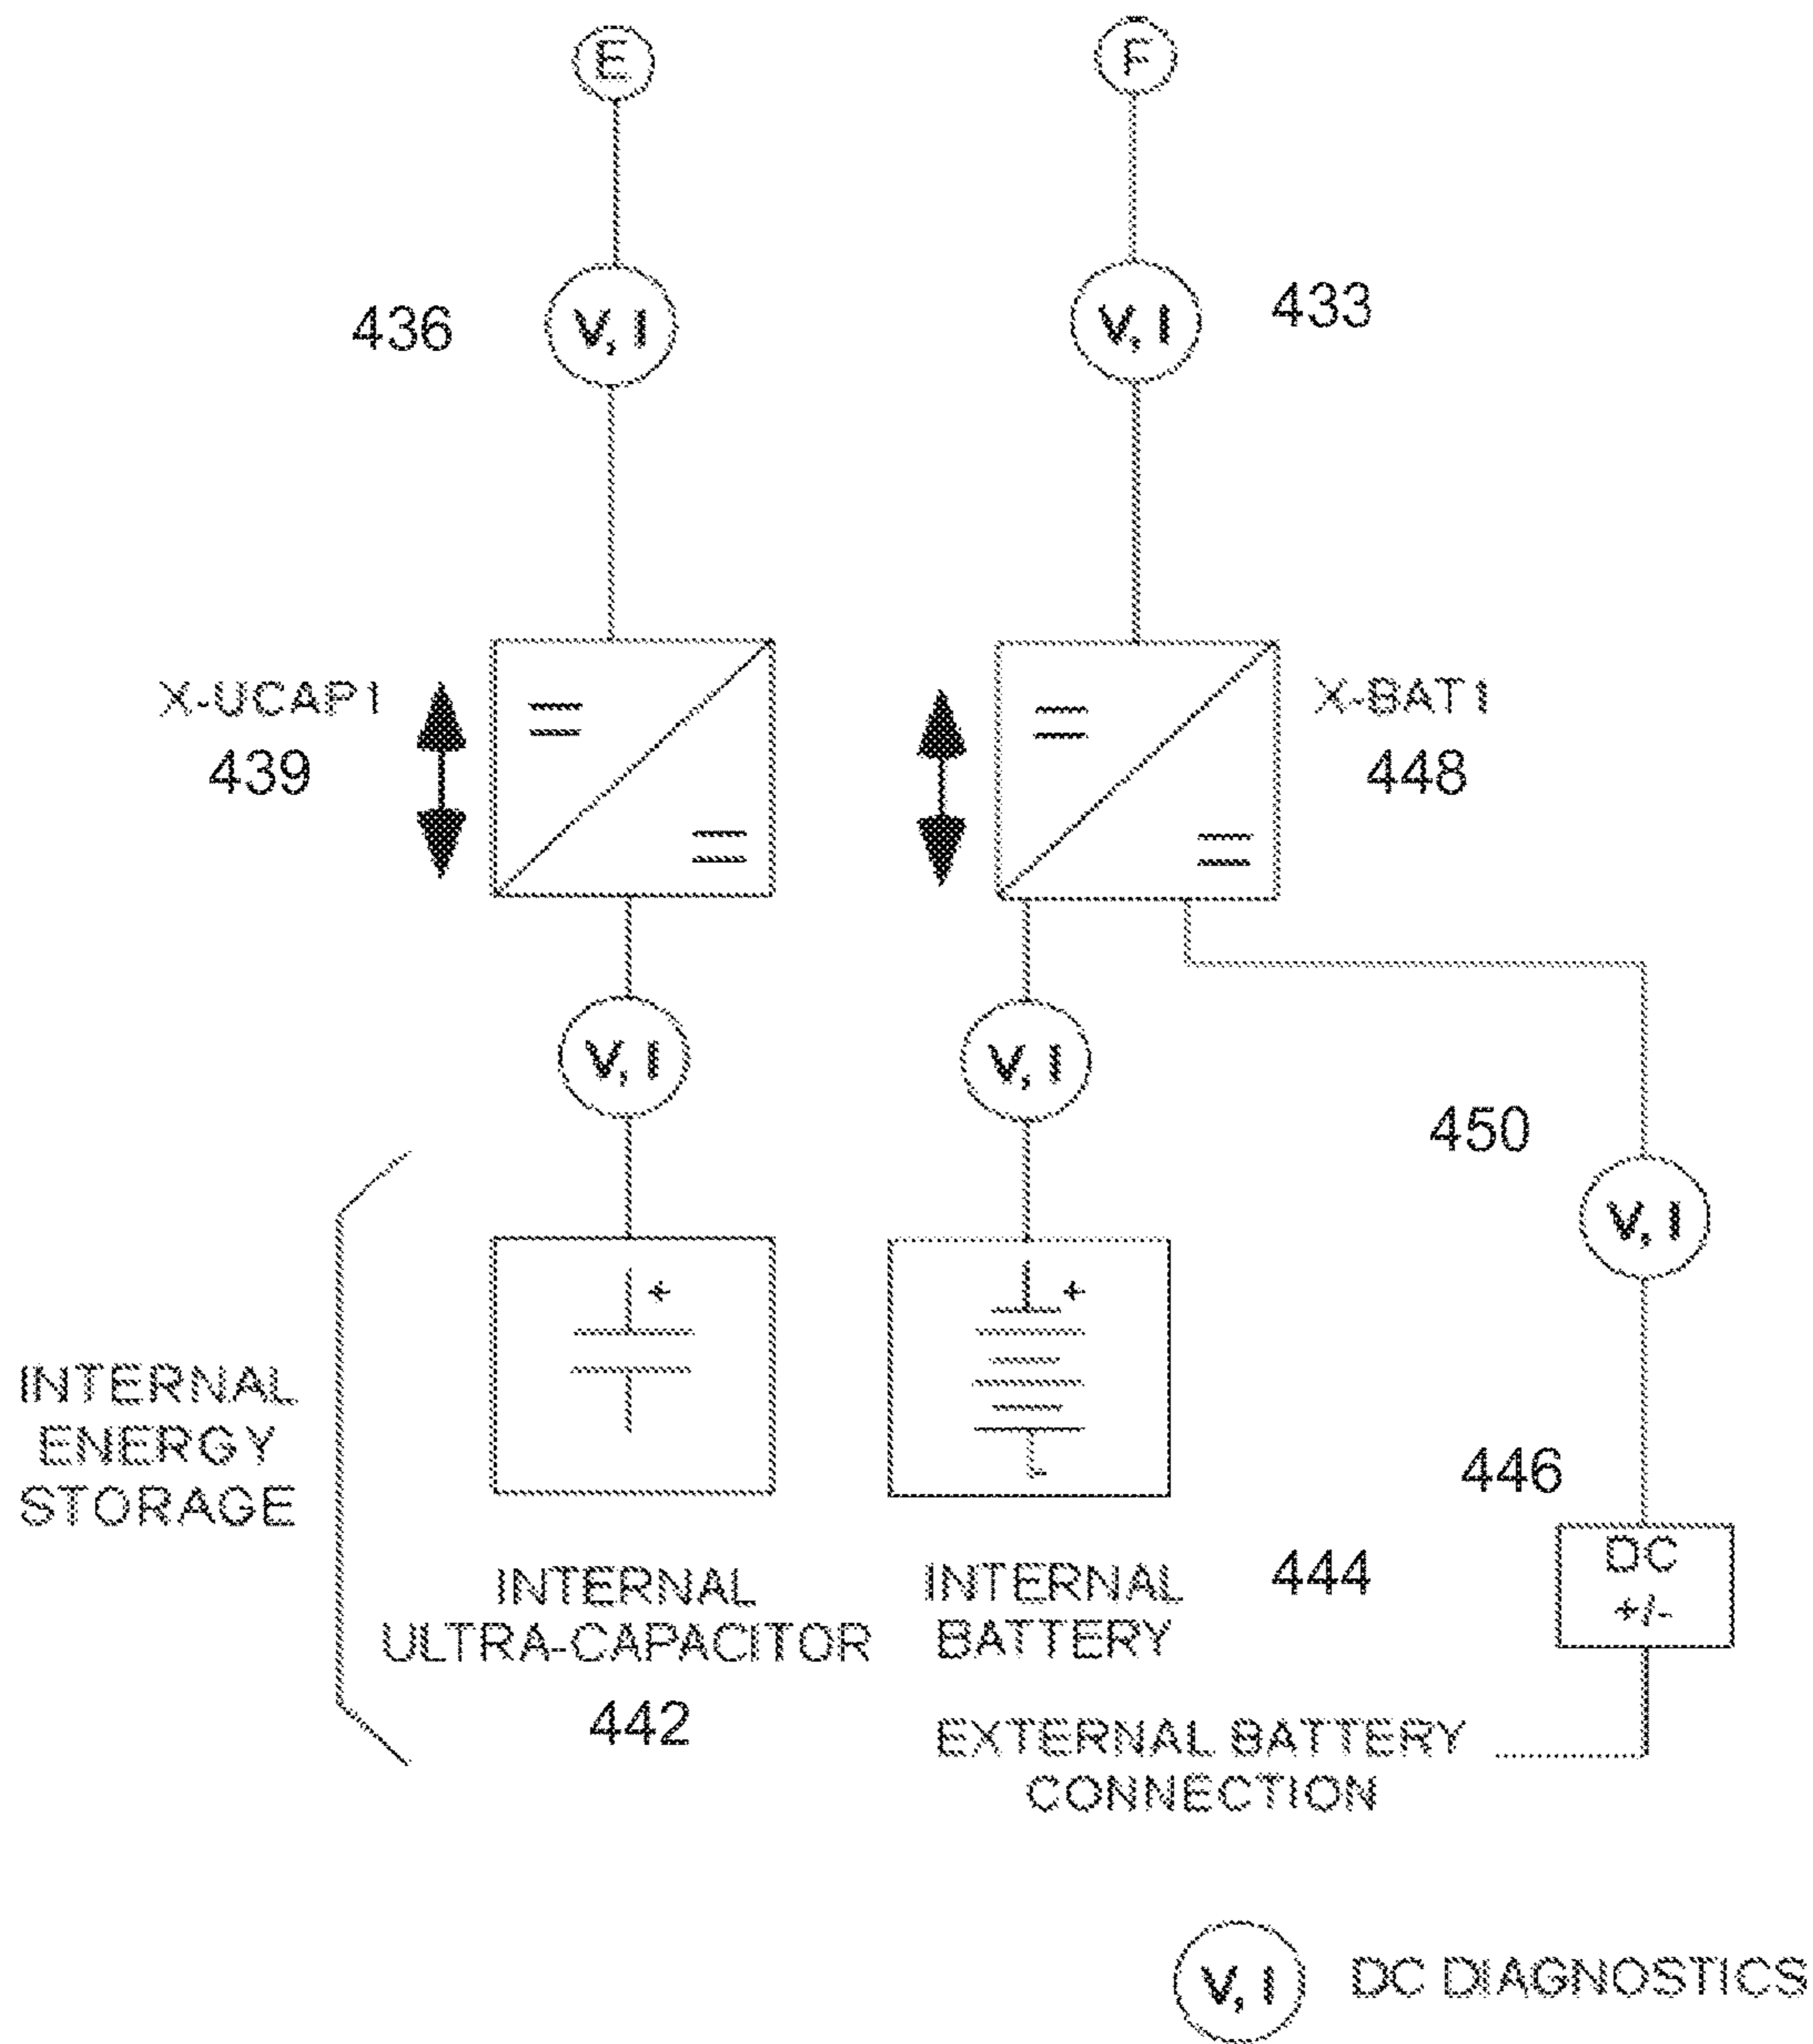 E
F
436
V, I
V, I
433
X-UCAP1
439
X-BAT1
448
V, I
V, I
450
V, I
+
+
INTERNAL
ENERGY
STORAGE
446
DC
+/-
INTERNAL
ULTRA-CAPACITOR
442
INTERNAL
BATTERY
444
EXTERNAL BATTERY
CONNECTION
V, I
DC DIAGNOSTICS